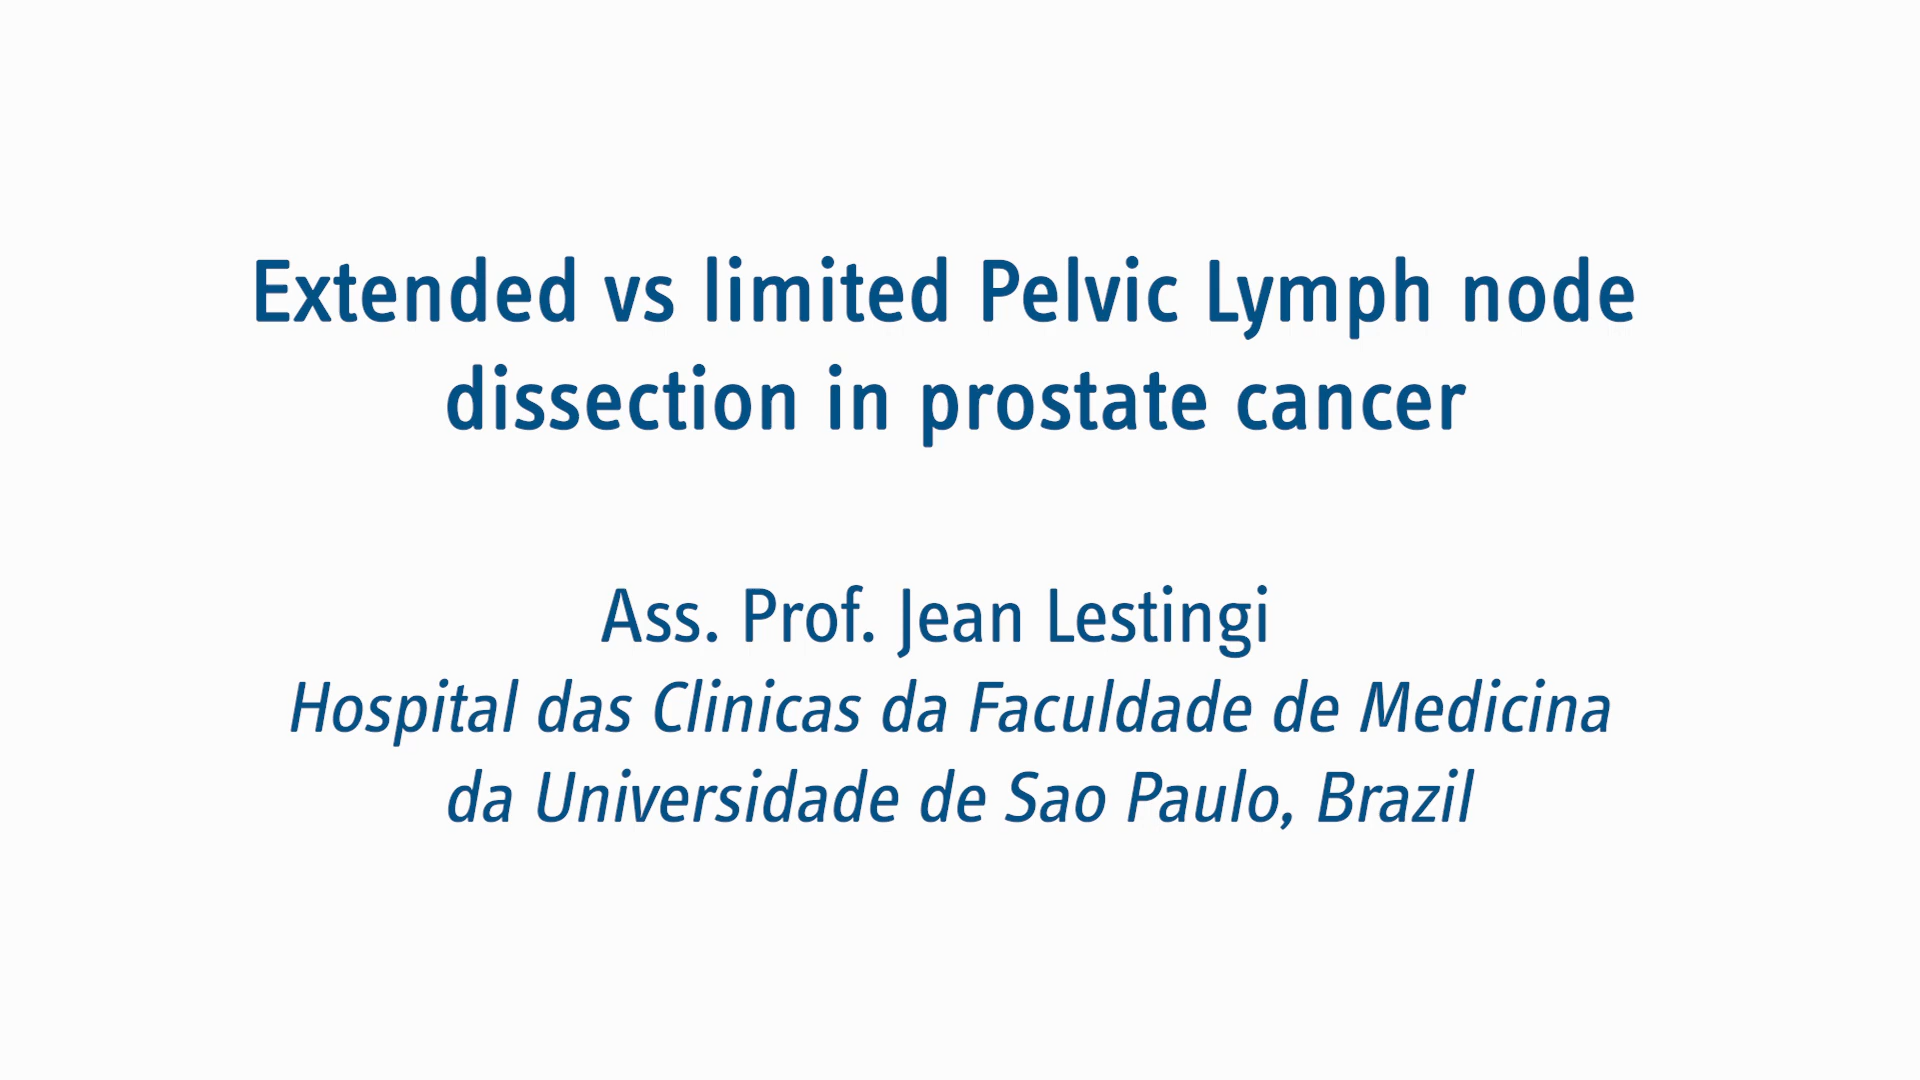 Extended vs limited Pelvic Lymph node
dissection in prostate cancer
Ass. Prof. Jean Lestingi
Hospital das Clinicas da Faculdade de Medicina
da Universidade de Sao Paulo, Brazil